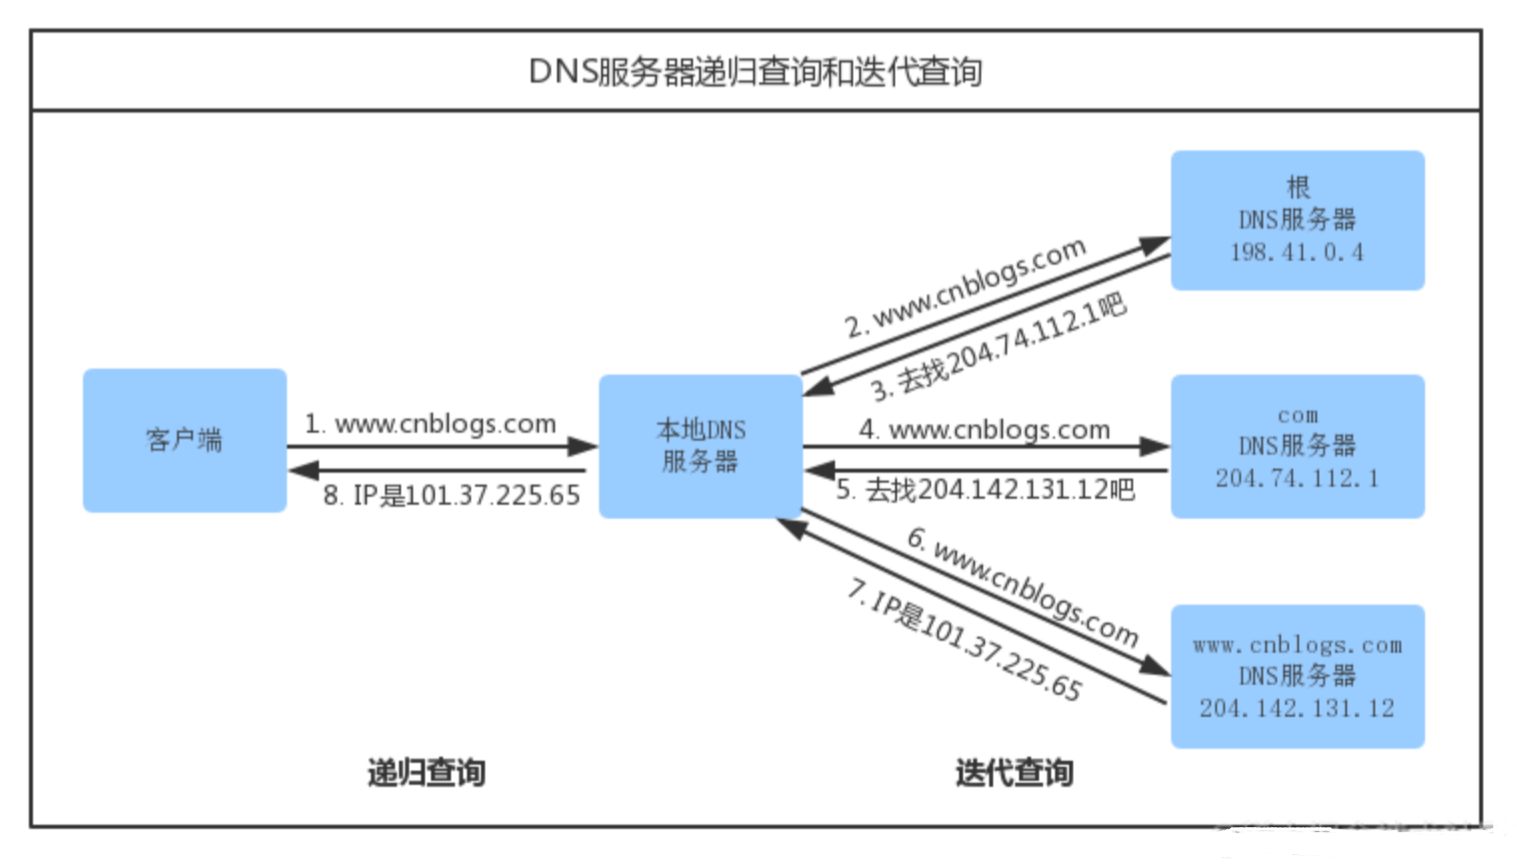 DNS服务器递归查询和迭代查询
根
DNS服务器
198.41.0.4
2. www.cnblogs.com
3. 去找204.74.112.1吧
客户端
1. www.cnblogs.com
8. IP是101.37.225.65
本地DNS
服务器
4. www.cnblogs.com
5. 去找204.142.131.12吧
com
DNS服务器
204.74.112.1
6. www.cnblogs.com
7. IP是101.37.225.65
www.cnblogs.com
DNS服务器
204.142.131.12
递归查询
迭代查询